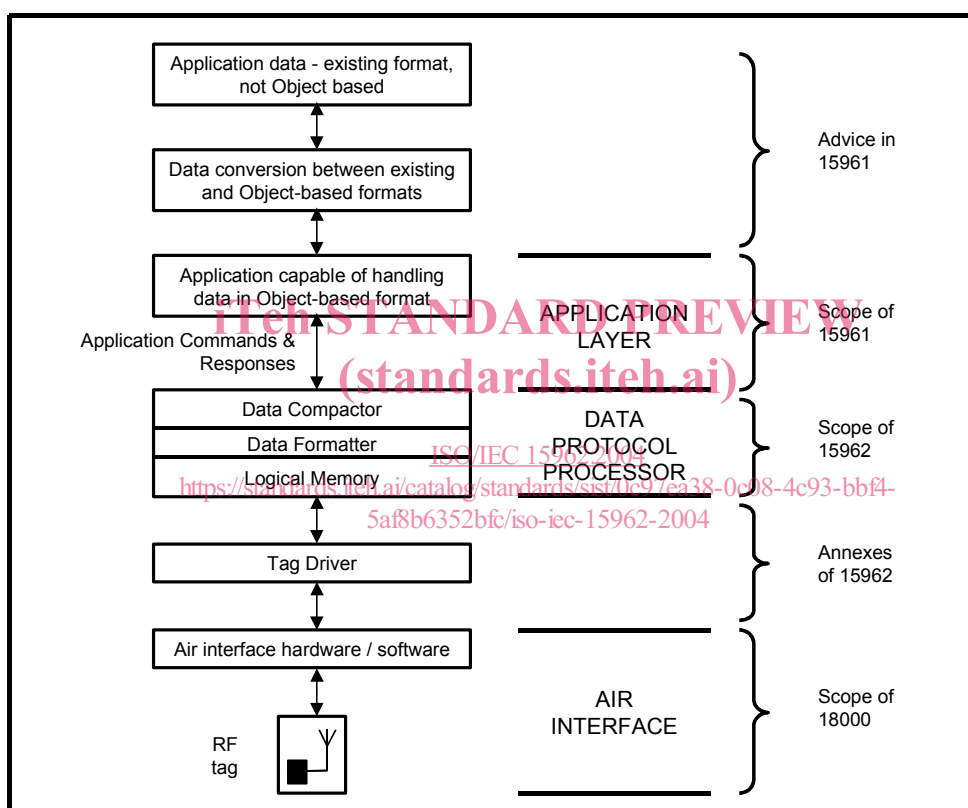 Application data - existing format,
not Object based
Data conversion between existing
and Object-based formats
Advice in
15961
Application capable of handling
data in Object-based format
Application Commands &
Responses
APPLICATION
LAYER
Scope of
15961
iTeh STANDARD PREVIEW
(standards.iteh.ai)
Data Compactor
Data Formatter
Logical Memory
DATA
PROTOCOL
PROCESSOR
Scope of
15962
ISO/IEC 15962:2004
https://standards.iteh.ai/catalog/standards/sist/0c97ea38-0c08-4c93-bbf4-
5af8b6352bfc/iso-iec-15962-2004
Tag Driver
Annexes
of 15962
Air interface hardware / software
RF
tag
AIR
INTERFACE
Scope of
18000